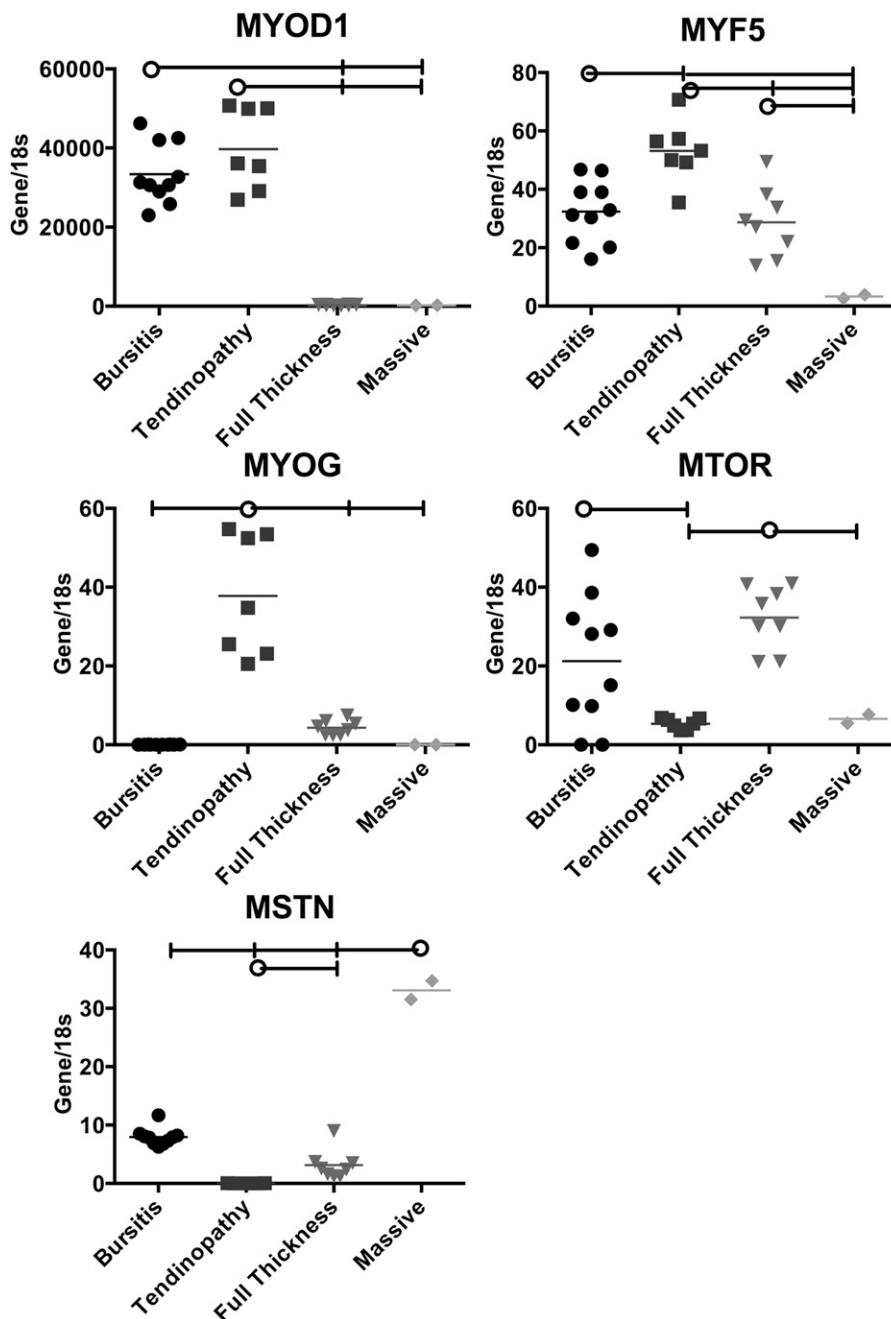 MYOD1
Gene/18s
60000
40000
20000
0
Bursitis
Tendinopathy
Full Thickness
Massive
MYF5
Gene/18s
80
60
40
20
0
Bursitis
Tendinopathy
Full Thickness
Massive
MYOG
Gene/18s
60
40
20
0
Bursitis
Tendinopathy
Full Thickness
Massive
MTOR
Gene/18s
60
40
20
0
Bursitis
Tendinopathy
Full Thickness
Massive
MSTN
Gene/18s
40
30
20
10
0
Bursitis
Tendinopathy
Full Thickness
Massive